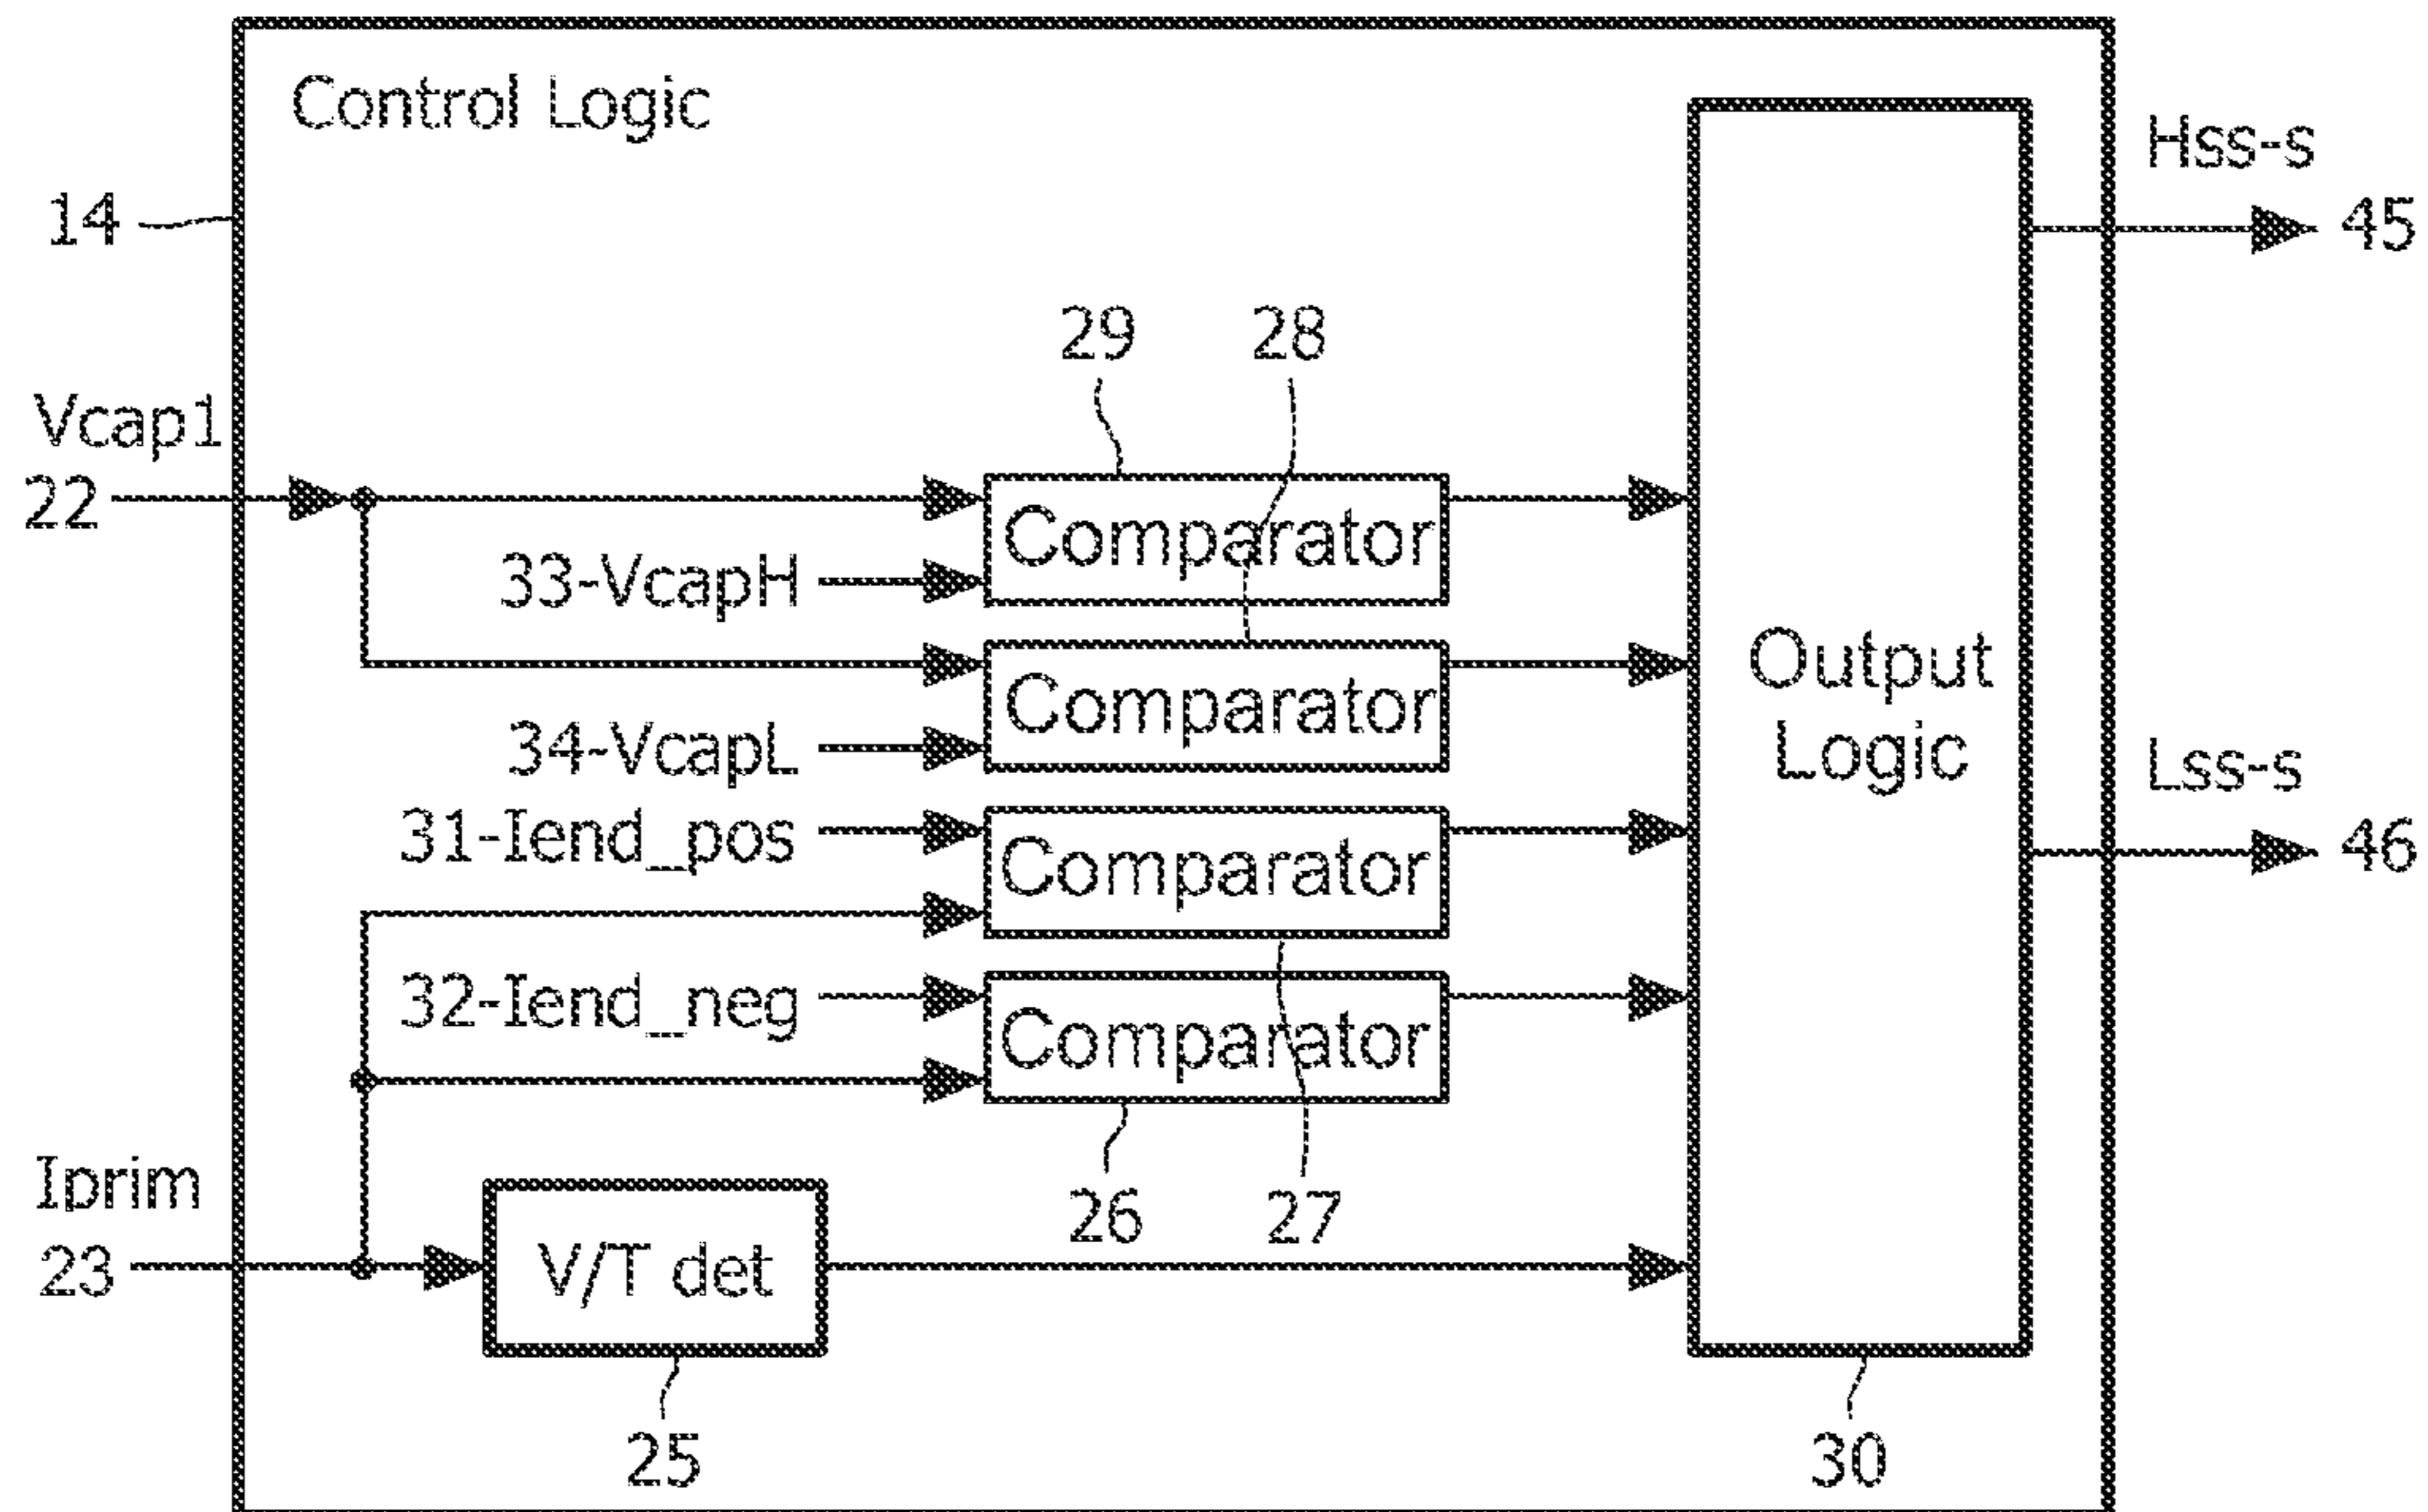 Control Logic
Hss-s
14
45
29
28
Vcap1
22
Comparator
33-VcapH
Comparator
34-VcapL
Output
Logic
Lss-s
31-Iend_pos
Comparator
46
32-Iend_neg
Comparator
Iprim
26
27
23
V/T det
25
30